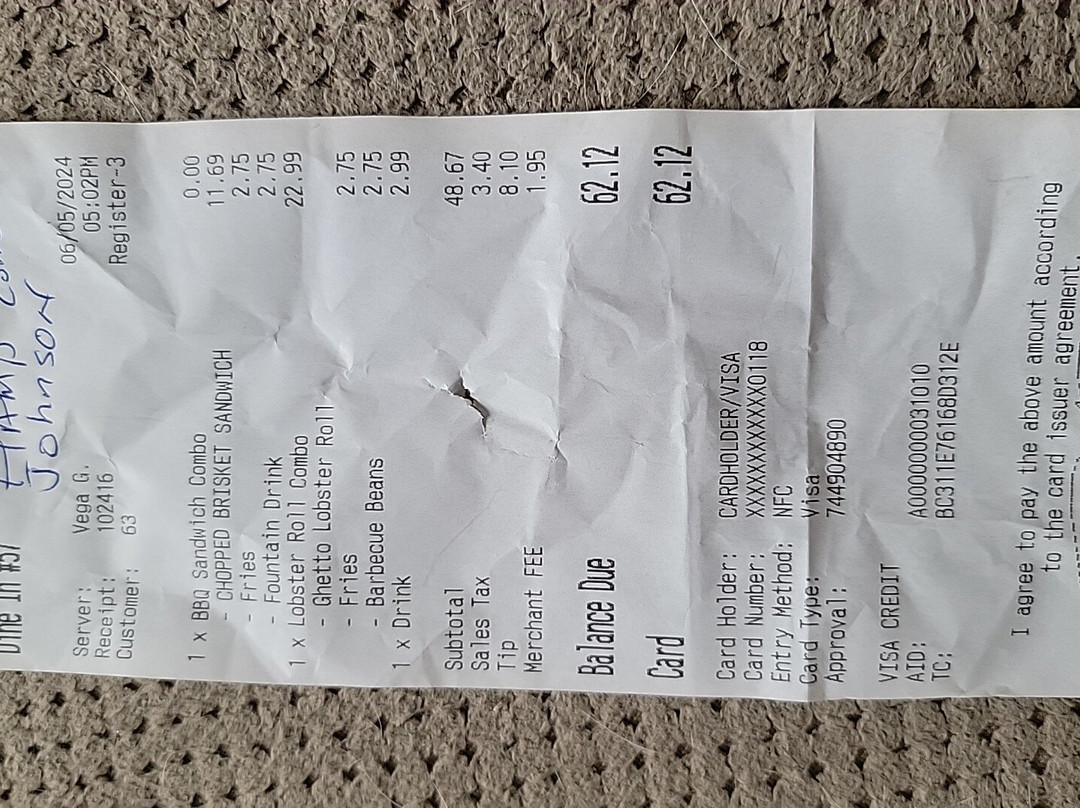 HAMP
Johnson
Dine In #57
Server: Vega G. 06/05/2024
Receipt: 102416 05:02PM
Customer: 63 Register-3
1 x BBQ Sandwich Combo 0.00
- CHOPPED BRISKET SANDWICH 11.69
- Fries 2.75
- Fountain Drink 2.75
1 x Lobster Roll Combo 22.99
- Ghetto Lobster Roll
- Fries 2.75
- Barbecue Beans 2.75
1 x Drink 2.99
Subtotal 48.67
Sales Tax 3.40
Tip 8.10
Merchant FEE 1.95
Balance Due 62.12
Card 62.12
Card Holder: CARDHOLDER/VISA
Card Number: XXXXXXXXXXXX0118
Entry Method: NFC
Card Type: Visa
Approval: 744904890
VISA CREDIT
AID: A0000000031010
TC: BC311E76168D312E
I agree to pay the above amount according
to the card issuer agreement.